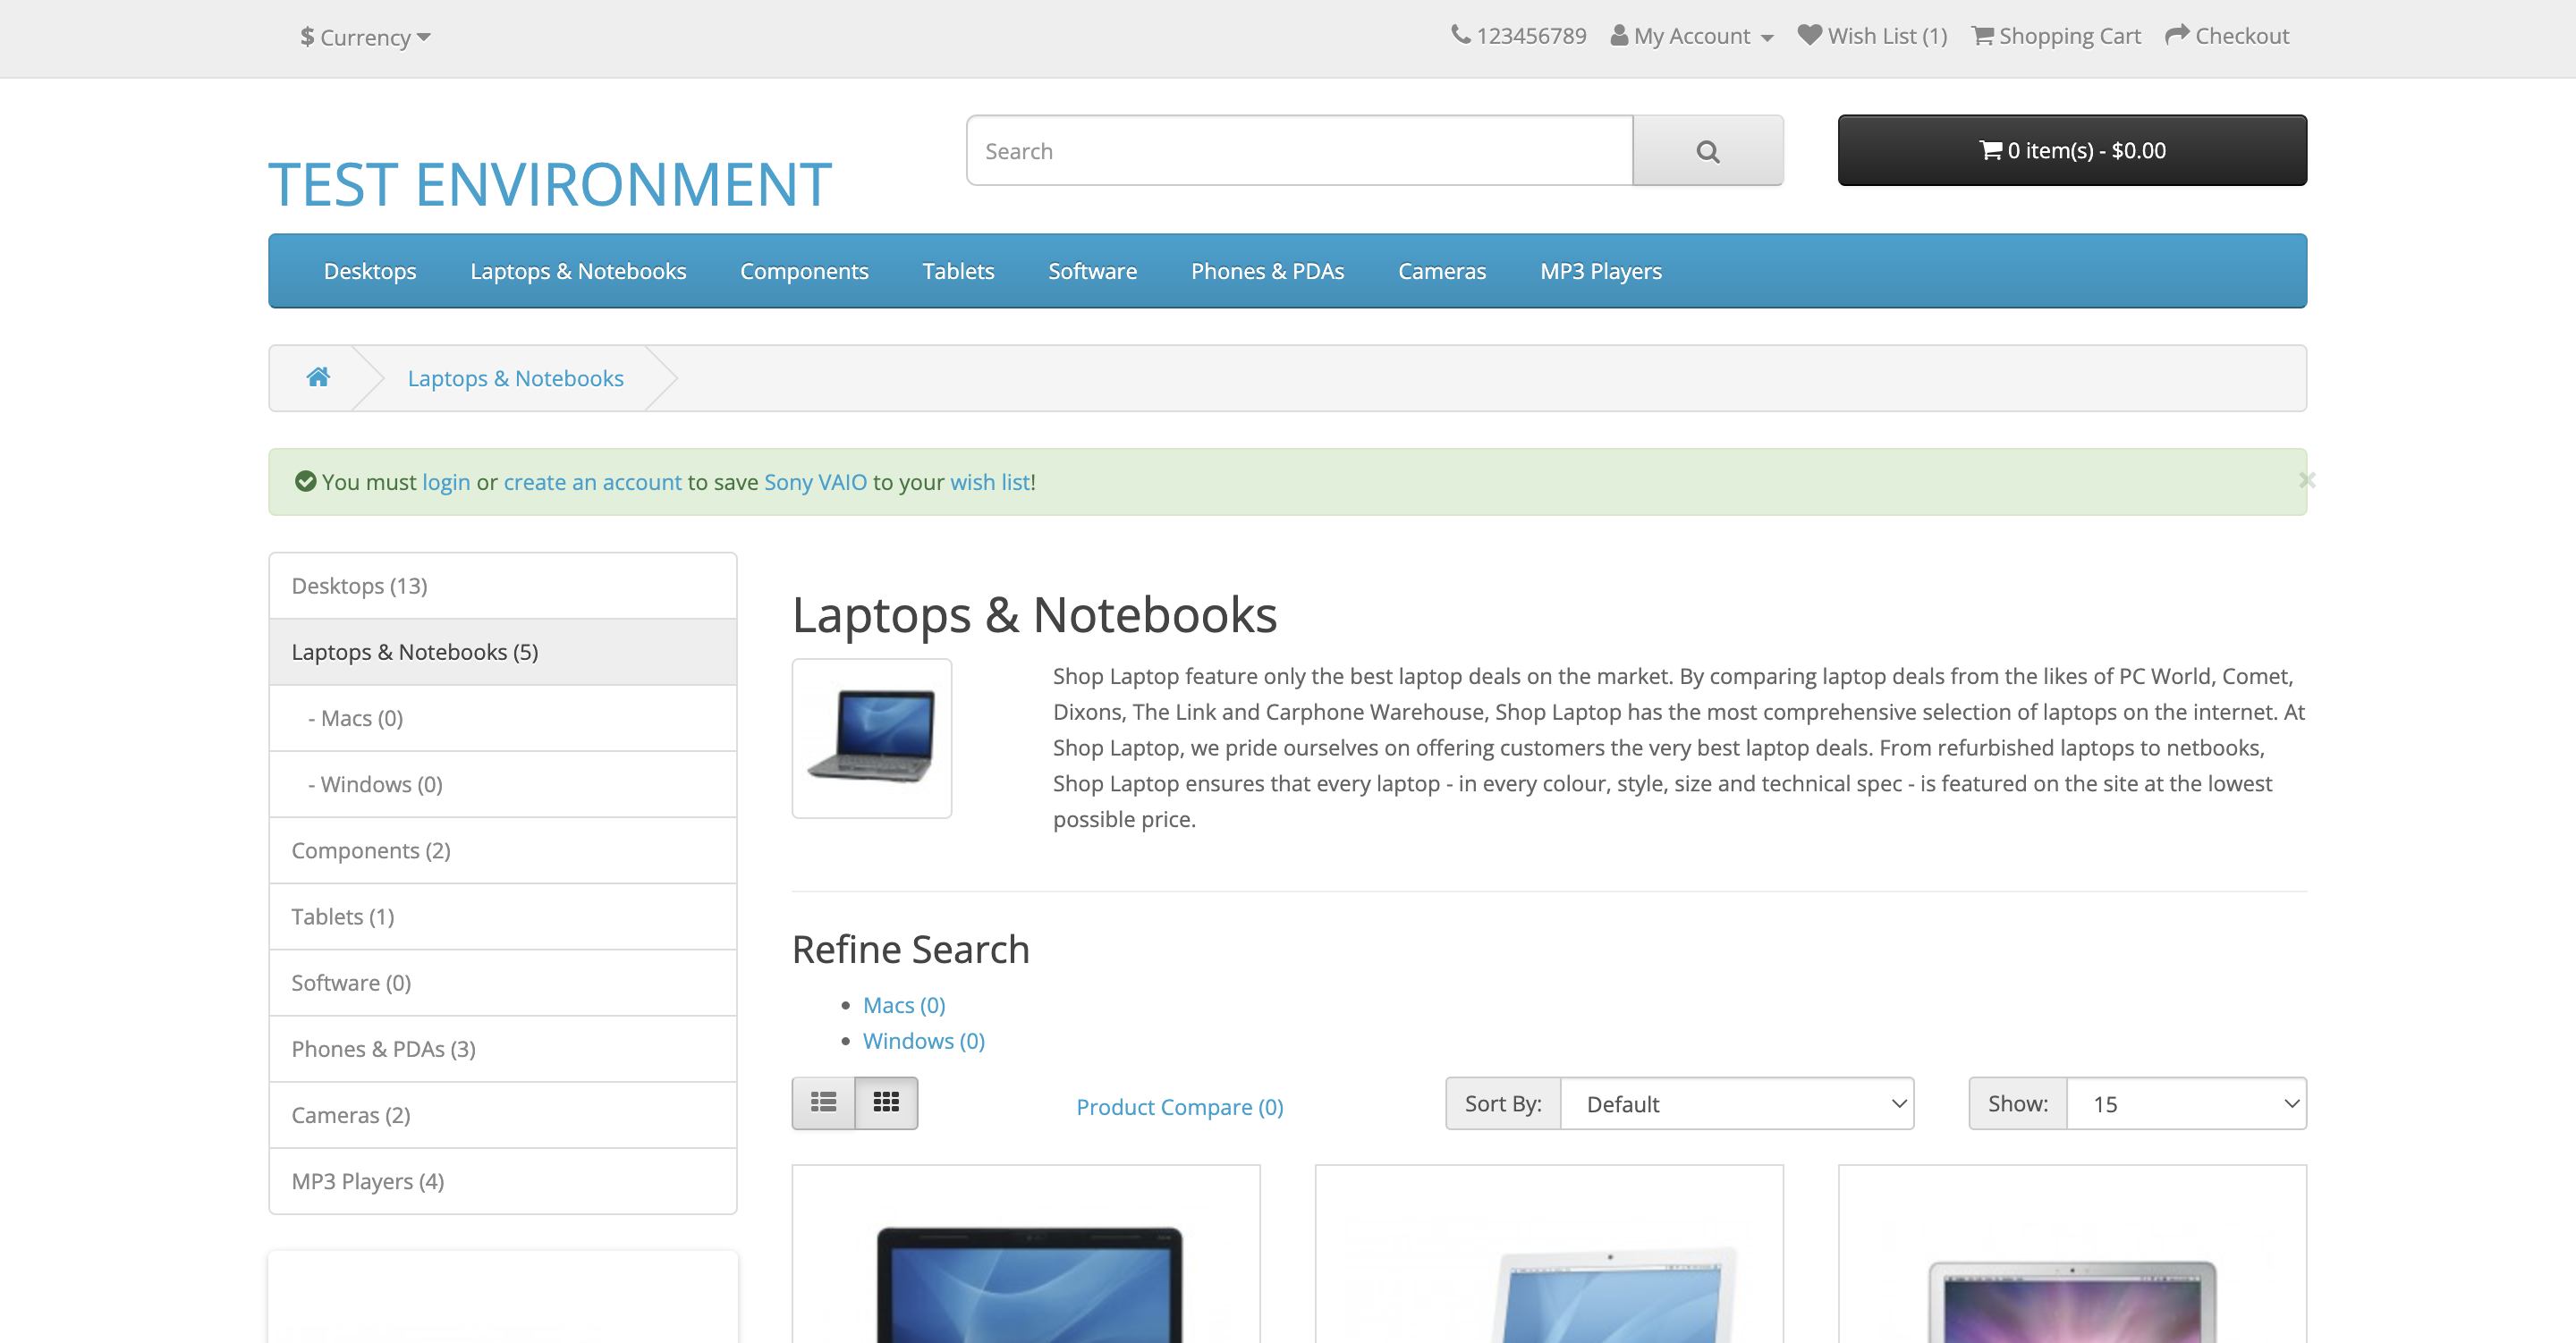 $ Currency
123456789 My Account Wish List (1) Shopping Cart Checkout
TEST ENVIRONMENT
Search
0 item(s) - $0.00
Desktops Laptops & Notebooks Components Tablets Software Phones & PDAs Cameras MP3 Players
Laptops & Notebooks
You must login or create an account to save Sony VAIO to your wish list!
×
Desktops (13)
Laptops & Notebooks (5)
- Macs (0)
- Windows (0)
Components (2)
Tablets (1)
Software (0)
Phones & PDAs (3)
Cameras (2)
MP3 Players (4)
Laptops & Notebooks
Shop Laptop feature only the best laptop deals on the market. By comparing laptop deals from the likes of PC World, Comet,
Dixons, The Link and Carphone Warehouse, Shop Laptop has the most comprehensive selection of laptops on the internet. At
Shop Laptop, we pride ourselves on offering customers the very best laptop deals. From refurbished laptops to netbooks,
Shop Laptop ensures that every laptop - in every colour, style, size and technical spec - is featured on the site at the lowest
possible price.
Refine Search
Macs (0)
Windows (0)
Product Compare (0)
Sort By: Default
Show: 15